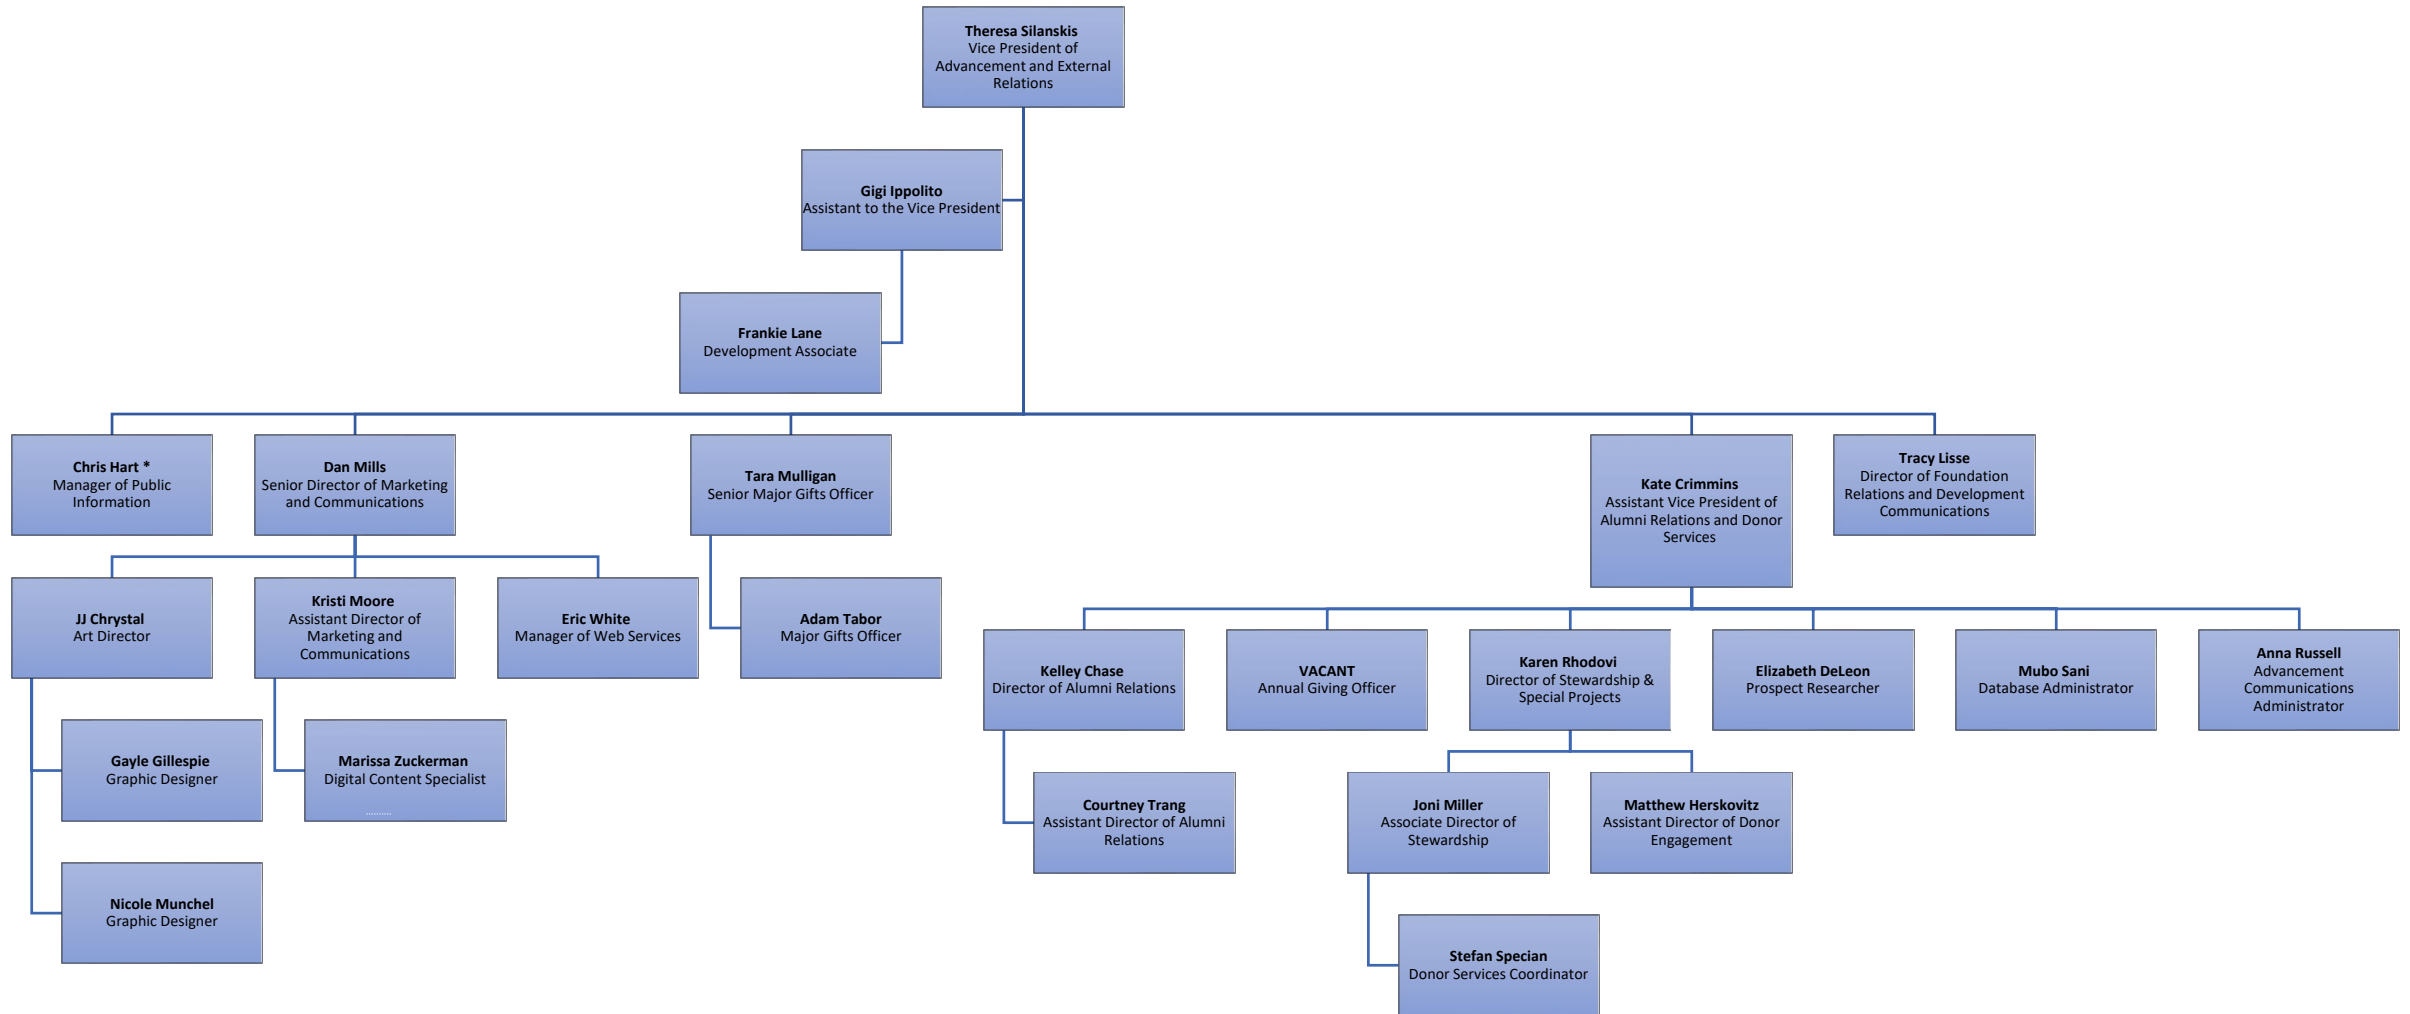 Theresa Silanskis
Vice President of
Advancement and External
Relations
Gigi Ippolito
Assistant to the Vice President
Frankie Lane
Development Associate
Chris Hart *
Manager of Public
Information
Dan Mills
Senior Director of Marketing
and Communications
Tara Mulligan
Senior Major Gifts Officer
Kate Crimmins
Assistant Vice President of
Alumni Relations and Donor
Services
Tracy Lisse
Director of Foundation
Relations and Development
Communications
JJ Chrystal
Art Director
Kristi Moore
Assistant Director of
Marketing and
Communications
Eric White
Manager of Web Services
Adam Tabor
Major Gifts Officer
Kelley Chase
Director of Alumni Relations
VACANT
Annual Giving Officer
Karen Rhodovi
Director of Stewardship &
Special Projects
Elizabeth DeLeon
Prospect Researcher
Mubo Sani
Database Administrator
Anna Russell
Advancement
Communications
Administrator
Gayle Gillespie
Graphic Designer
Marissa Zuckerman
Digital Content Specialist
..........
Courtney Trang
Assistant Director of Alumni
Relations
Joni Miller
Associate Director of
Stewardship
Matthew Herskovitz
Assistant Director of Donor
Engagement
Nicole Munchel
Graphic Designer
Stefan Specian
Donor Services Coordinator